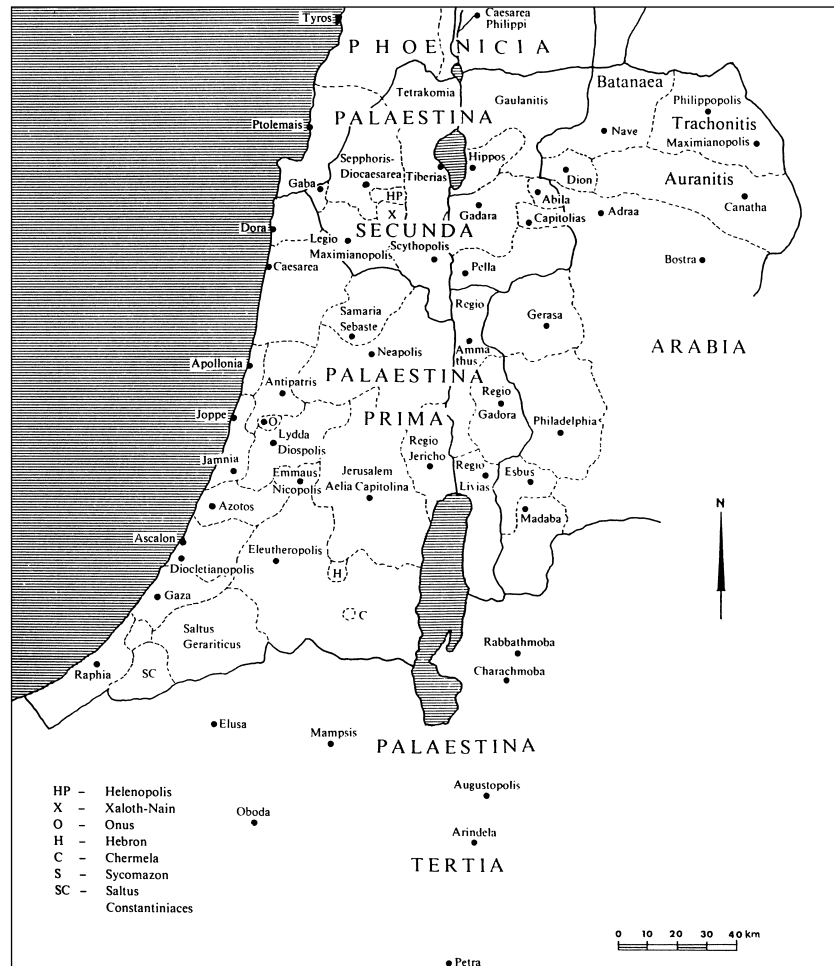 Tyros
Caesarea
Philippi
PHOENICIA
Batanaea
Tetrakomia
Gaulanitis
Philippopolis
PALAESTINA
Trachonitis
Ptolemais
Nave
Maximianopolis
Sepphoris-
Diocaesarea
Tiberias
Hippos
Dion
Auranitis
Gaba
HP
Abila
Canatha
X
Gadara
Capitolias
Adraa
Dora
SECUNDA
Legio
Maximianopolis
Scythopolis
Caesarea
Pella
Bostra
Samaria
Sebaste
Regio
Amma
thus
Gerasa
Neapolis
ARABIA
Apollonia
PALAESTINA
Antipatris
Regio
Gadora
Joppe
O
PRIMA
Philadelphia
Lydda
Diospolis
Regio
Jericho
Jamnia
Emmaus
Nicopolis
Jerusalem
Aelia Capitolina
Regio
Livias
Esbus
Azotos
Madaba
N
Ascalon
Eleutheropolis
Diocletianopolis
H
Gaza
C
Saltus
Gerariticus
Rabbathmoba
Raphia
SC
Charachmoba
Elusa
Mampsis
PALAESTINA
Augustopolis
Oboda
Arindela
TERTIA
HP – Helenopolis
X – Xaloth-Nain
O – Onus
H – Hebron
C – Chermela
S – Sycomazon
SC – Saltus
Constantiniaces
0 10 20 30 40 km
Petra